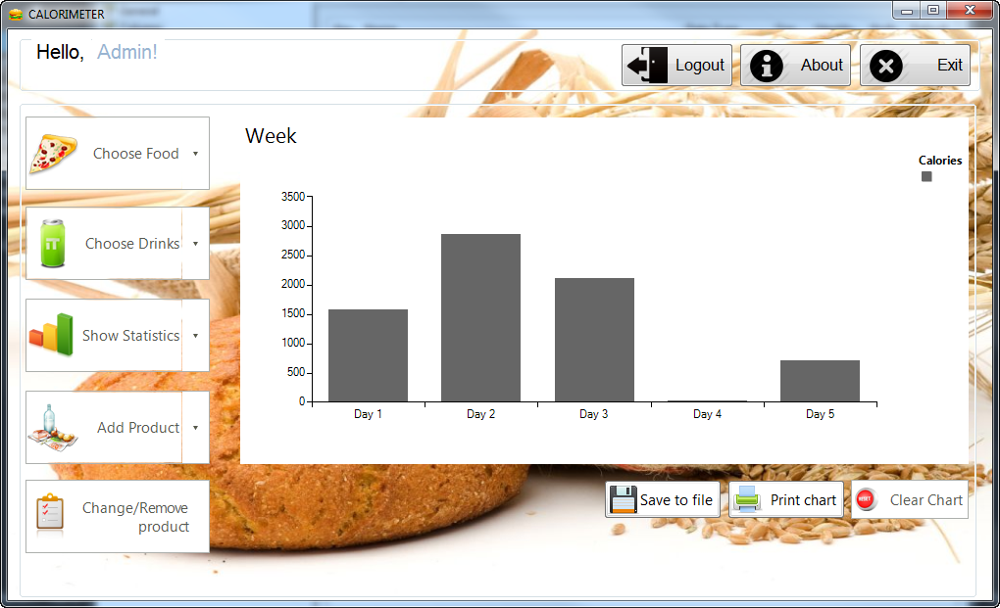 CALORIMETER
Hello, Admin!
Logout
About
Exit
Choose Food
Choose Drinks
Show Statistics
Add Product
Change/Remove
product
Week
Calories
3500
3000
2500
2000
1500
1000
500
0
Day 1
Day 2
Day 3
Day 4
Day 5
Save to file
Print chart
Clear Chart